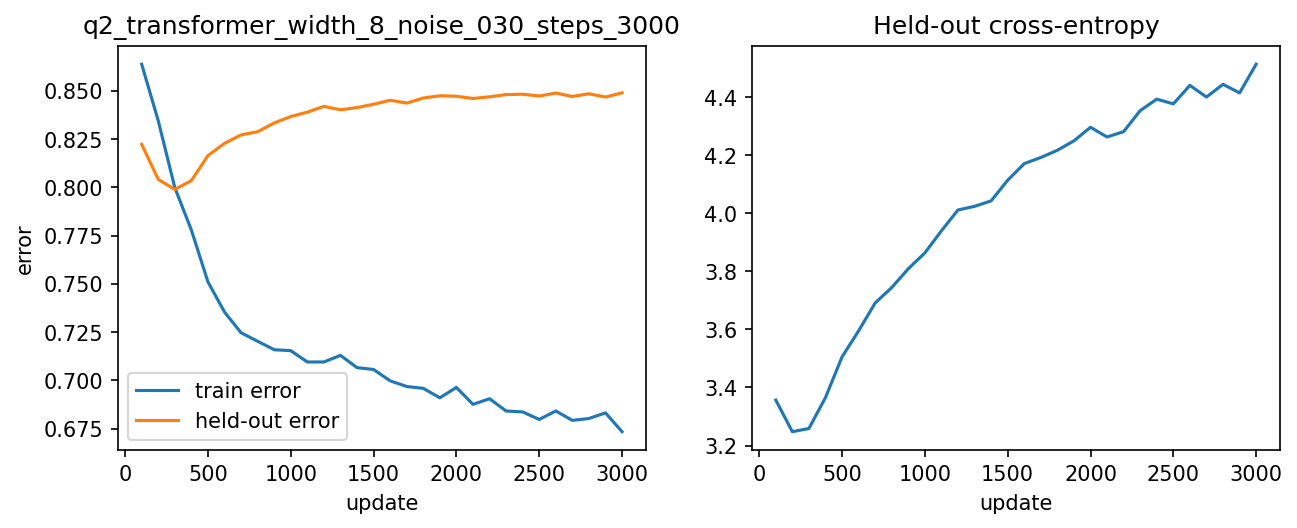 q2_transformer_width_8_noise_030_steps_3000
error
0.850
0.825
0.800
0.775
0.750
0.725
0.700
0.675
train error
held-out error
0 500 1000 1500 2000 2500 3000
update
Held-out cross-entropy
4.4
4.2
4.0
3.8
3.6
3.4
3.2
0 500 1000 1500 2000 2500 3000
update